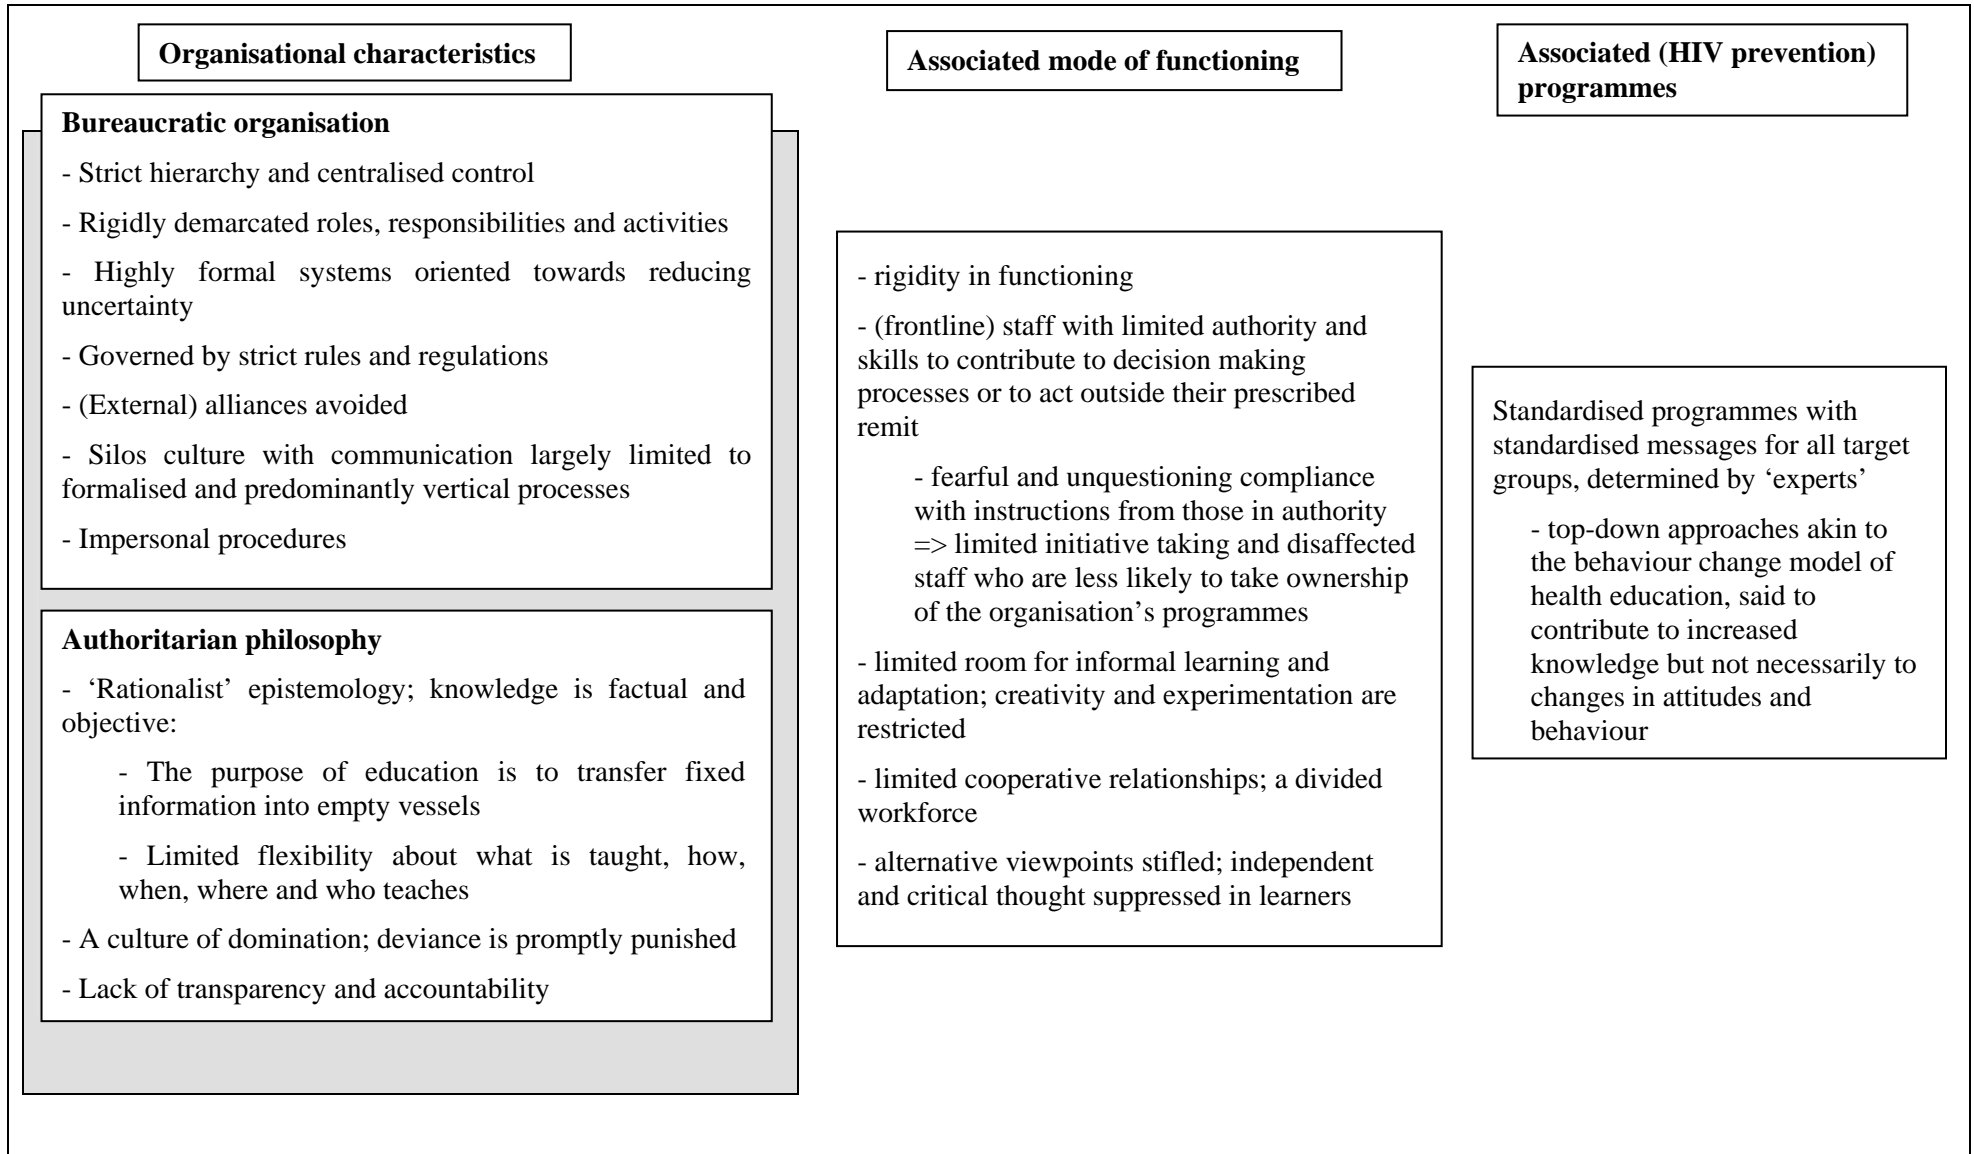 Organisational characteristics
Bureaucratic organisation
- Strict hierarchy and centralised control
- Rigidly demarcated roles, responsibilities and activities
- Highly formal systems oriented towards reducing
uncertainty
- Governed by strict rules and regulations
- (External) alliances avoided
- Silos culture with communication largely limited to
formalised and predominantly vertical processes
- Impersonal procedures
Authoritarian philosophy
- ‘Rationalist’ epistemology; knowledge is factual and
objective:
- The purpose of education is to transfer fixed
information into empty vessels
- Limited flexibility about what is taught, how,
when, where and who teaches
- A culture of domination; deviance is promptly punished
- Lack of transparency and accountability
Associated mode of functioning
- rigidity in functioning
- (frontline) staff with limited authority and
skills to contribute to decision making
processes or to act outside their prescribed
remit
- fearful and unquestioning compliance
with instructions from those in authority
=> limited initiative taking and disaffected
staff who are less likely to take ownership
of the organisation’s programmes
- limited room for informal learning and
adaptation; creativity and experimentation are
restricted
- limited cooperative relationships; a divided
workforce
- alternative viewpoints stifled; independent
and critical thought suppressed in learners
Associated (HIV prevention)
programmes
Standardised programmes with
standardised messages for all target
groups, determined by ‘experts’
- top-down approaches akin to
the behaviour change model of
health education, said to
contribute to increased
knowledge but not necessarily to
changes in attitudes and
behaviour